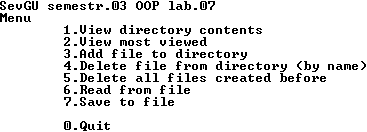 SevGU semestr.03 OOP lab.07
Menu
1.View directory contents
2.View most viewed
3.Add file to directory
4.Delete file from directory (by name)
5.Delete all files created before
6.Read from file
7.Save to file
0.Quit